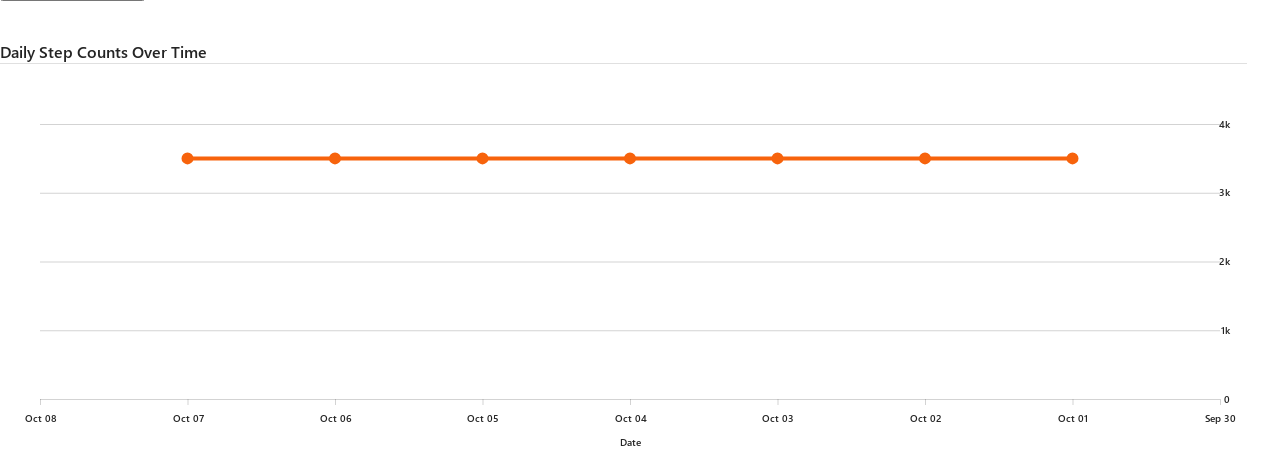 Daily Step Counts Over Time
4k
3k
2k
1k
0
Oct 08 Oct 07 Oct 06 Oct 05 Oct 04 Oct 03 Oct 02 Oct 01 Sep 30
Date